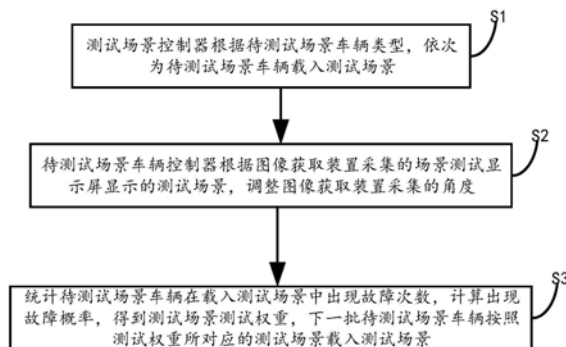 S1
测试场景控制器根据待测试场景车辆类型，依次
为待测试场景车辆载入测试场景
S2
待测试场景车辆控制器根据图像获取装置采集的场景测试显
示屏显示的测试场景，调整图像获取装置采集的角度
S3
统计待测试场景车辆在载入测试场景中出现故障次数，计算出现
故障概率，得到测试场景测试权重，下一批待测试场景车辆按照
测试权重所对应的测试场景载入测试场景